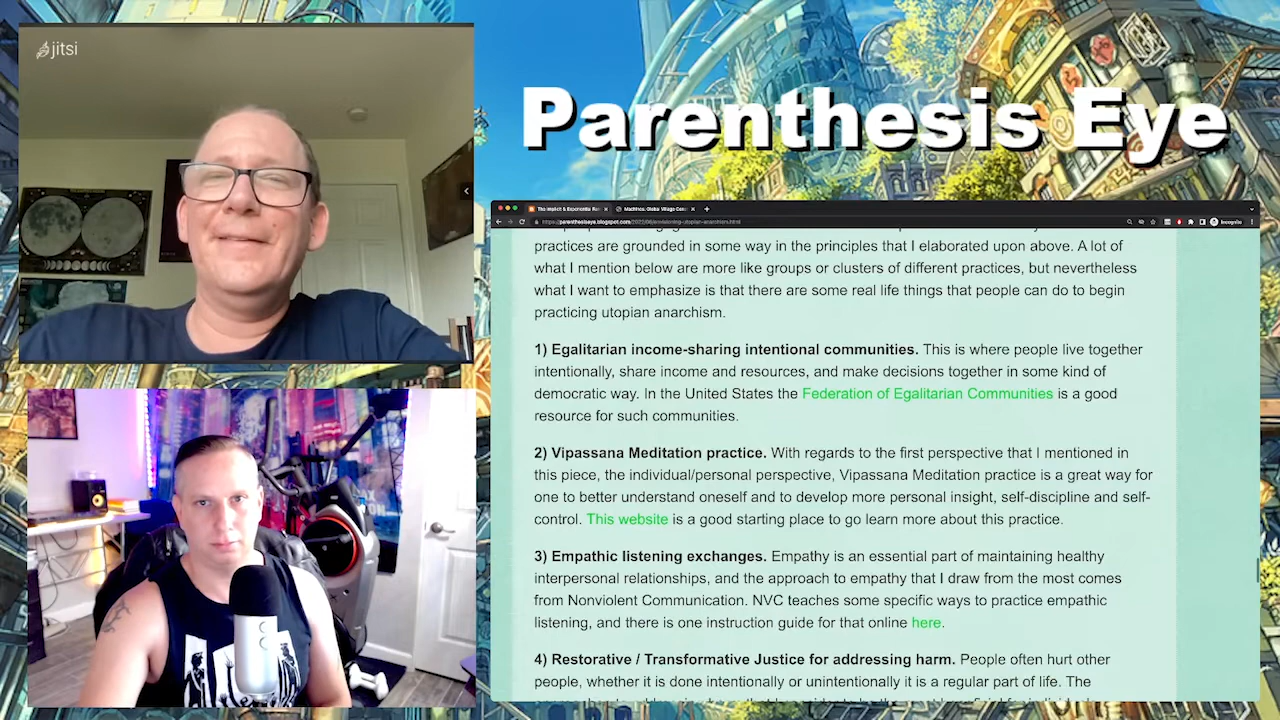 jitsi
Parenthesis Eye
https://parenthesiseye.blogspot.com/2022/06/envisioning-utopian-anarchism.html
Incognito
practices are grounded in some way in the principles that I elaborated upon above. A lot of
what I mention below are more like groups or clusters of different practices, but nevertheless
what I want to emphasize is that there are some real life things that people can do to begin
practicing utopian anarchism.
1) Egalitarian income-sharing intentional communities. This is where people live together
intentionally, share income and resources, and make decisions together in some kind of
democratic way. In the United States the Federation of Egalitarian Communities is a good
resource for such communities.
2) Vipassana Meditation practice. With regards to the first perspective that I mentioned in
this piece, the individual/personal perspective, Vipassana Meditation practice is a great way for
one to better understand oneself and to develop more personal insight, self-discipline and self-
control. This website is a good starting place to go learn more about this practice.
3) Empathic listening exchanges. Empathy is an essential part of maintaining healthy
interpersonal relationships, and the approach to empathy that I draw from the most comes
from Nonviolent Communication. NVC teaches some specific ways to practice empathic
listening, and there is one instruction guide for that online here.
4) Restorative / Transformative Justice for addressing harm. People often hurt other
people, whether it is done intentionally or unintentionally it is a regular part of life. The